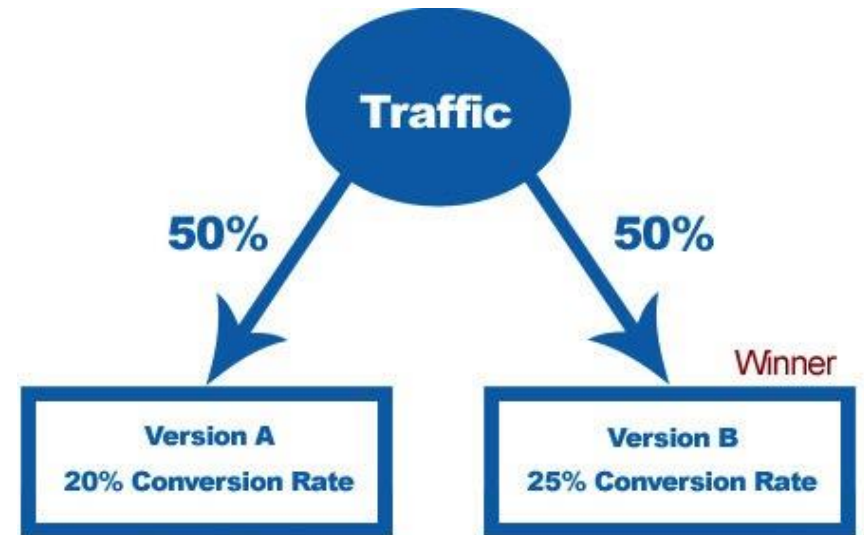 Traffic
50%
50%
Winner
Version A
20% Conversion Rate
Version B
25% Conversion Rate